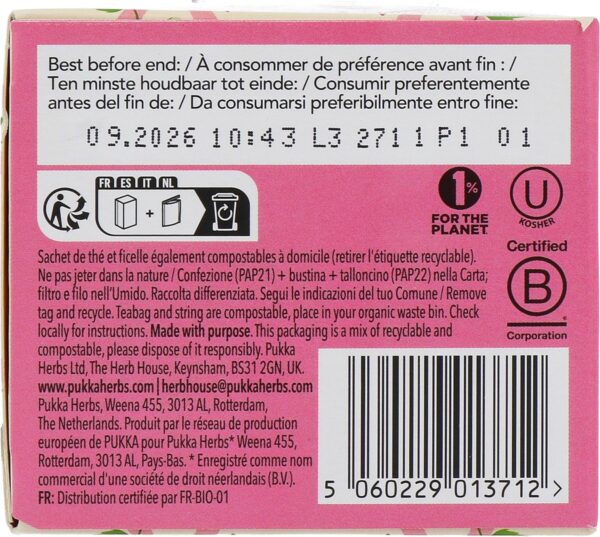 Best before end: / À consommer de préférence avant fin : /
Ten minste houdbaar tot einde: / Consumir preferentemente
antes del fin de: / Da consumarsi preferibilmente entro fine:
09.2026 10:43 L3 2711 P1 01
FR ES IT NL
+
1%
FOR THE
PLANET
U
KOSHER
Certified
B
Corporation
Sachet de thé et ficelle également compostables à domicile (retirer l'étiquette recyclable).
Ne pas jeter dans la nature / Confezione (PAP21) + bustina + talloncino (PAP22) nella Carta;
filtro e filo nell'Umido. Raccolta differenziata. Segui le indicazioni del tuo Comune / Remove
tag and recycle. Teabag and string are compostable, place in your organic waste bin. Check
locally for instructions. Made with purpose. This packaging is a mix of recyclable and
compostable, please dispose of it responsibly. Pukka
Herbs Ltd, The Herb House, Keynsham, BS31 2GN, UK.
www.pukkaherbs.com | herbhouse@pukkaherbs.com
Pukka Herbs, Weena 455, 3013 AL, Rotterdam,
The Netherlands. Produit par le réseau de production
européen de PUKKA pour Pukka Herbs* Weena 455,
Rotterdam, 3013 AL, Pays-Bas. * Enregistré comme nom
commercial d'une société de droit néerlandais (B.V.).
FR: Distribution certifiée par FR-BIO-01
5 060229 013712 >